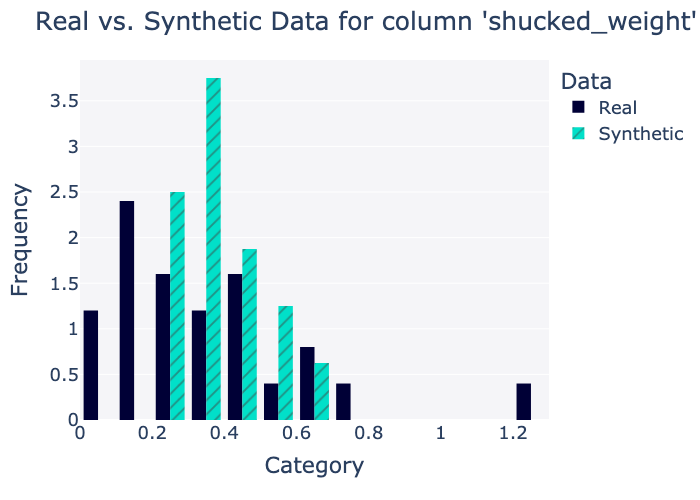 Real vs. Synthetic Data for column 'shucked_weight'
Data
Real
Synthetic
Frequency
3.5
3
2.5
2
1.5
1
0.5
0
0 0.2 0.4 0.6 0.8 1 1.2
Category